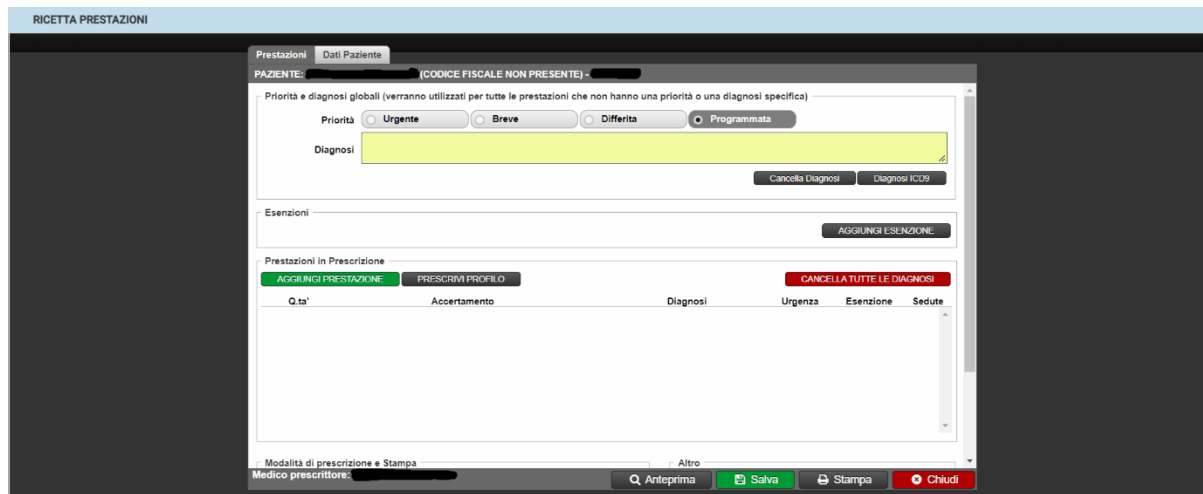 RICETTA PRESTAZIONI
Prestazioni Dati Paziente
PAZIENTE: (CODICE FISCALE NON PRESENTE) -
Priorità e diagnosi globali (verranno utilizzati per tutte le prestazioni che non hanno una priorità o una diagnosi specifica)
Priorità Urgente Breve Differita Programmata
Diagnosi
Cancella Diagnosi Diagnosi ICD9
Esenzioni
AGGIUNGI ESENZIONE
Prestazioni in Prescrizione
AGGIUNGI PRESTAZIONE PRESCRIVI PROFILO CANCELLA TUTTE LE DIAGNOSI
Q.ta' Accertamento Diagnosi Urgenza Esenzione Sedute
Modalità di prescrizione e Stampa Altro
Medico prescrittore:
Anteprima Salva Stampa Chiudi